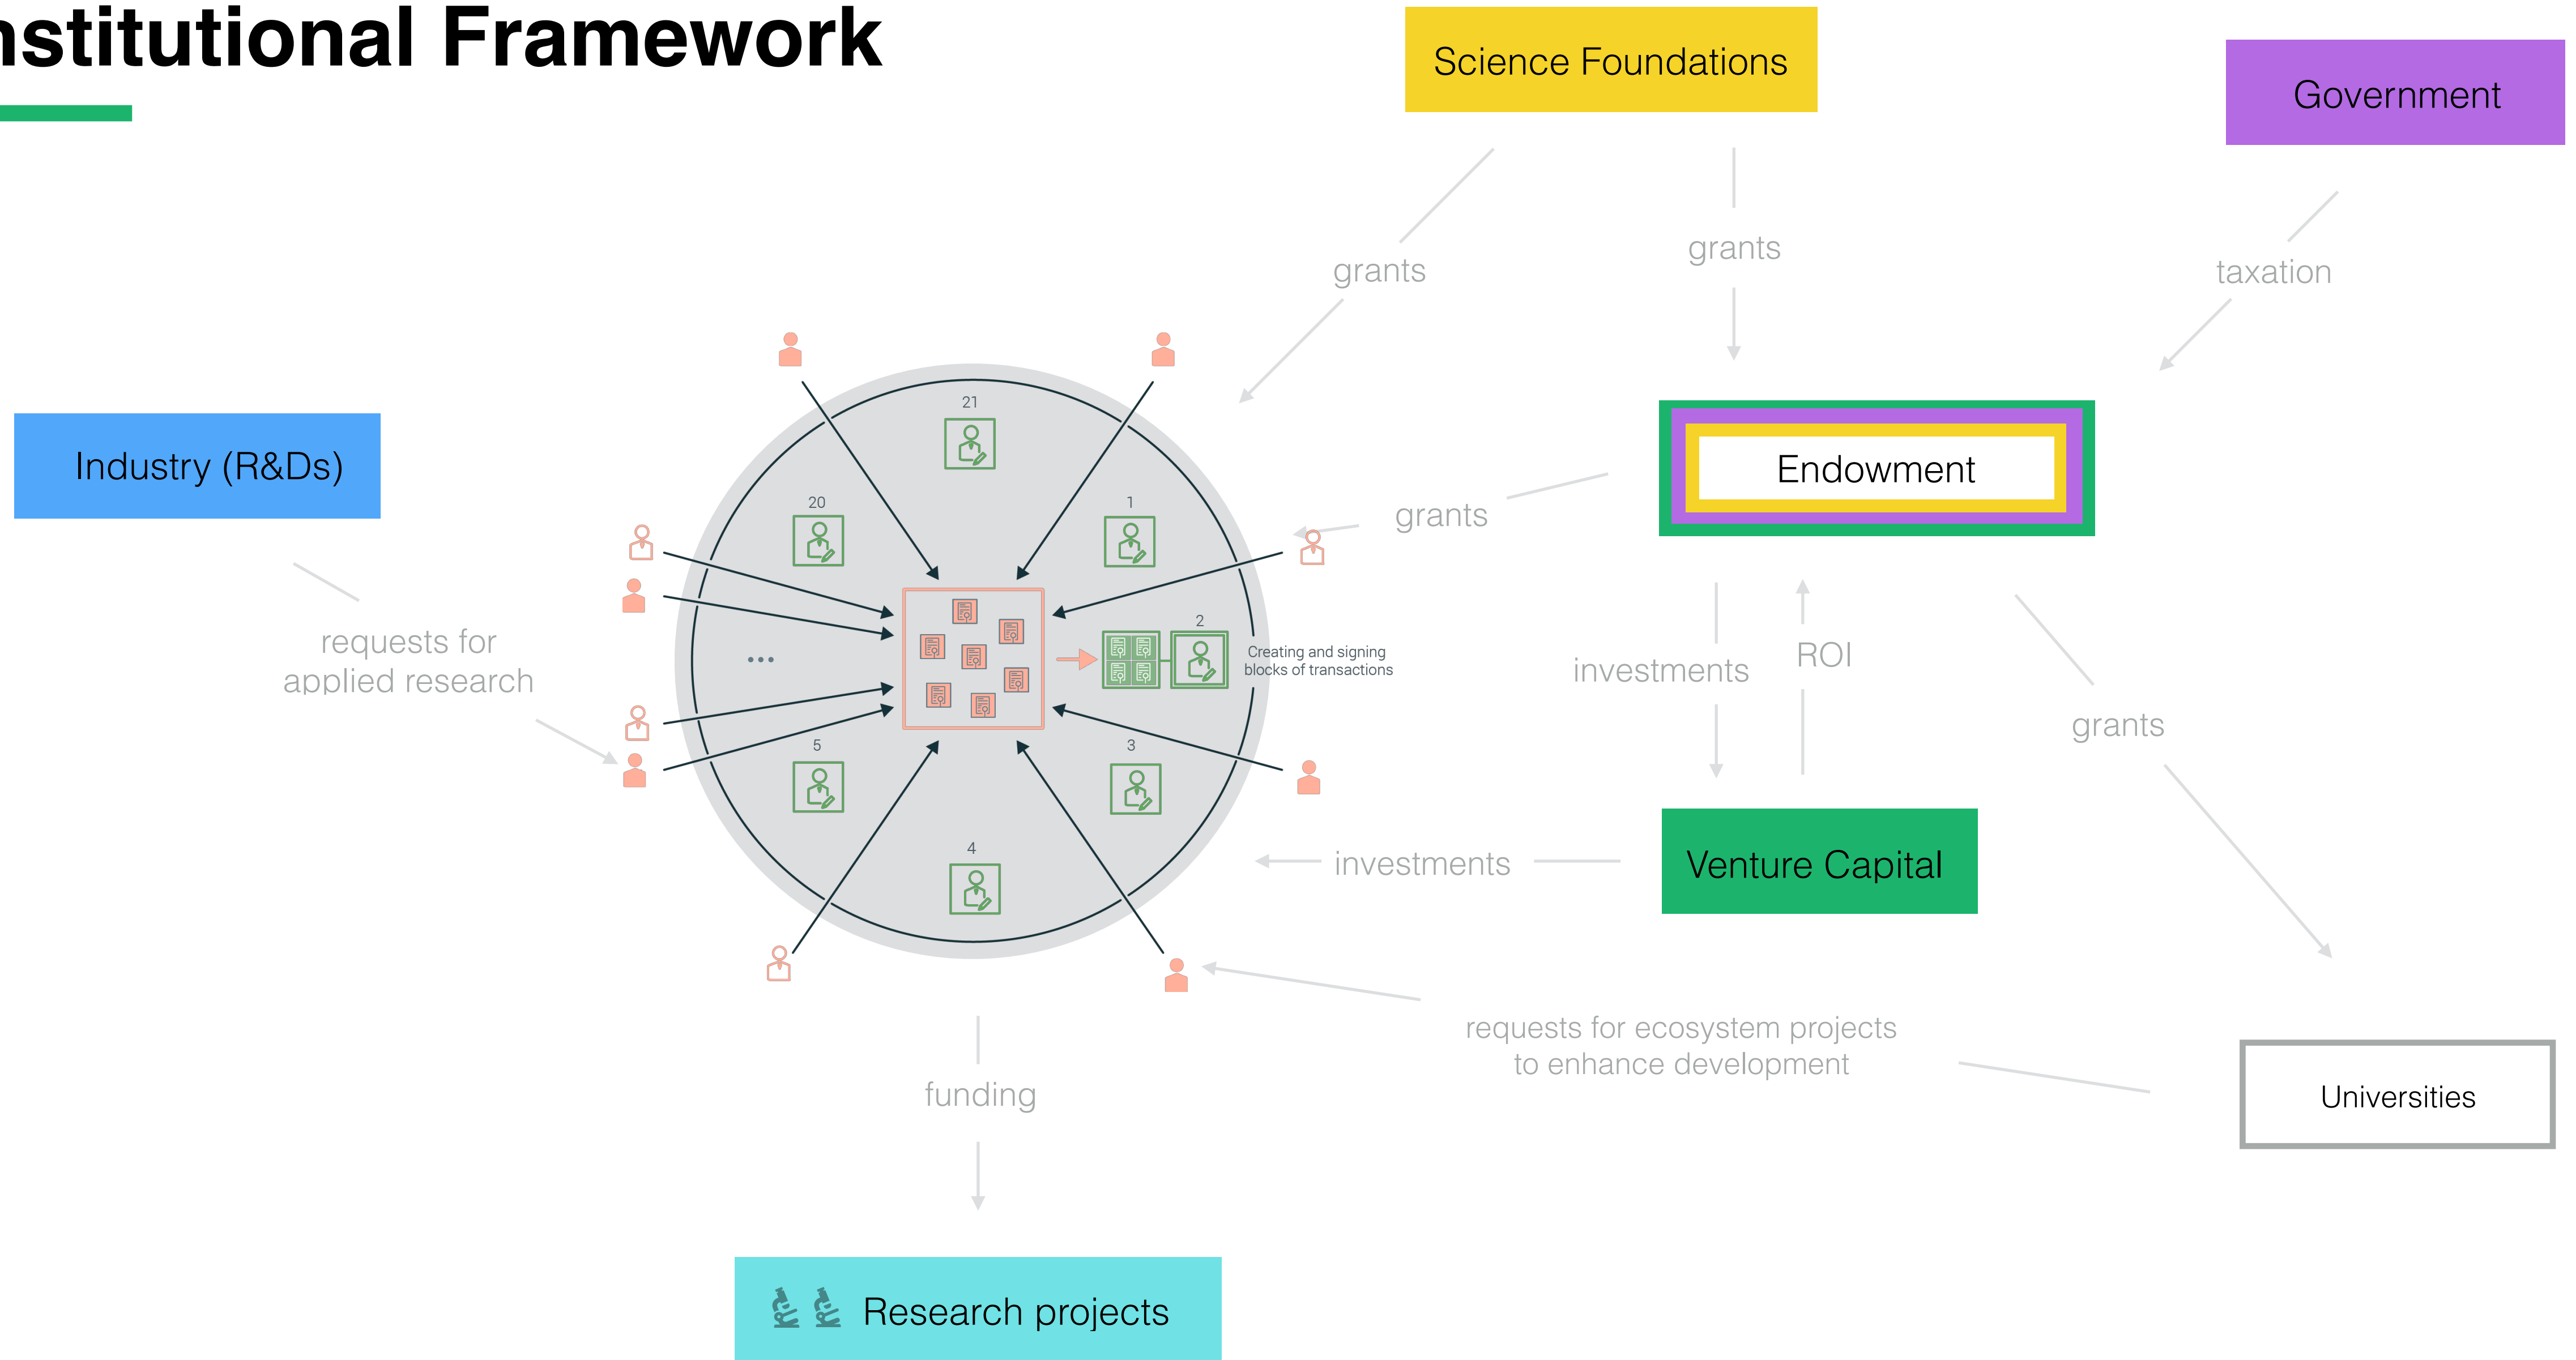 nstitutional Framework
Science Foundations
Government
grants
grants
taxation
21
Industry (R&Ds)
Endowment
20
1
grants
2
requests for
applied research
Creating and signing
blocks of transactions
investments
ROI
...
grants
5
3
4
investments
Venture Capital
requests for ecosystem projects
to enhance development
funding
Universities
Research projects